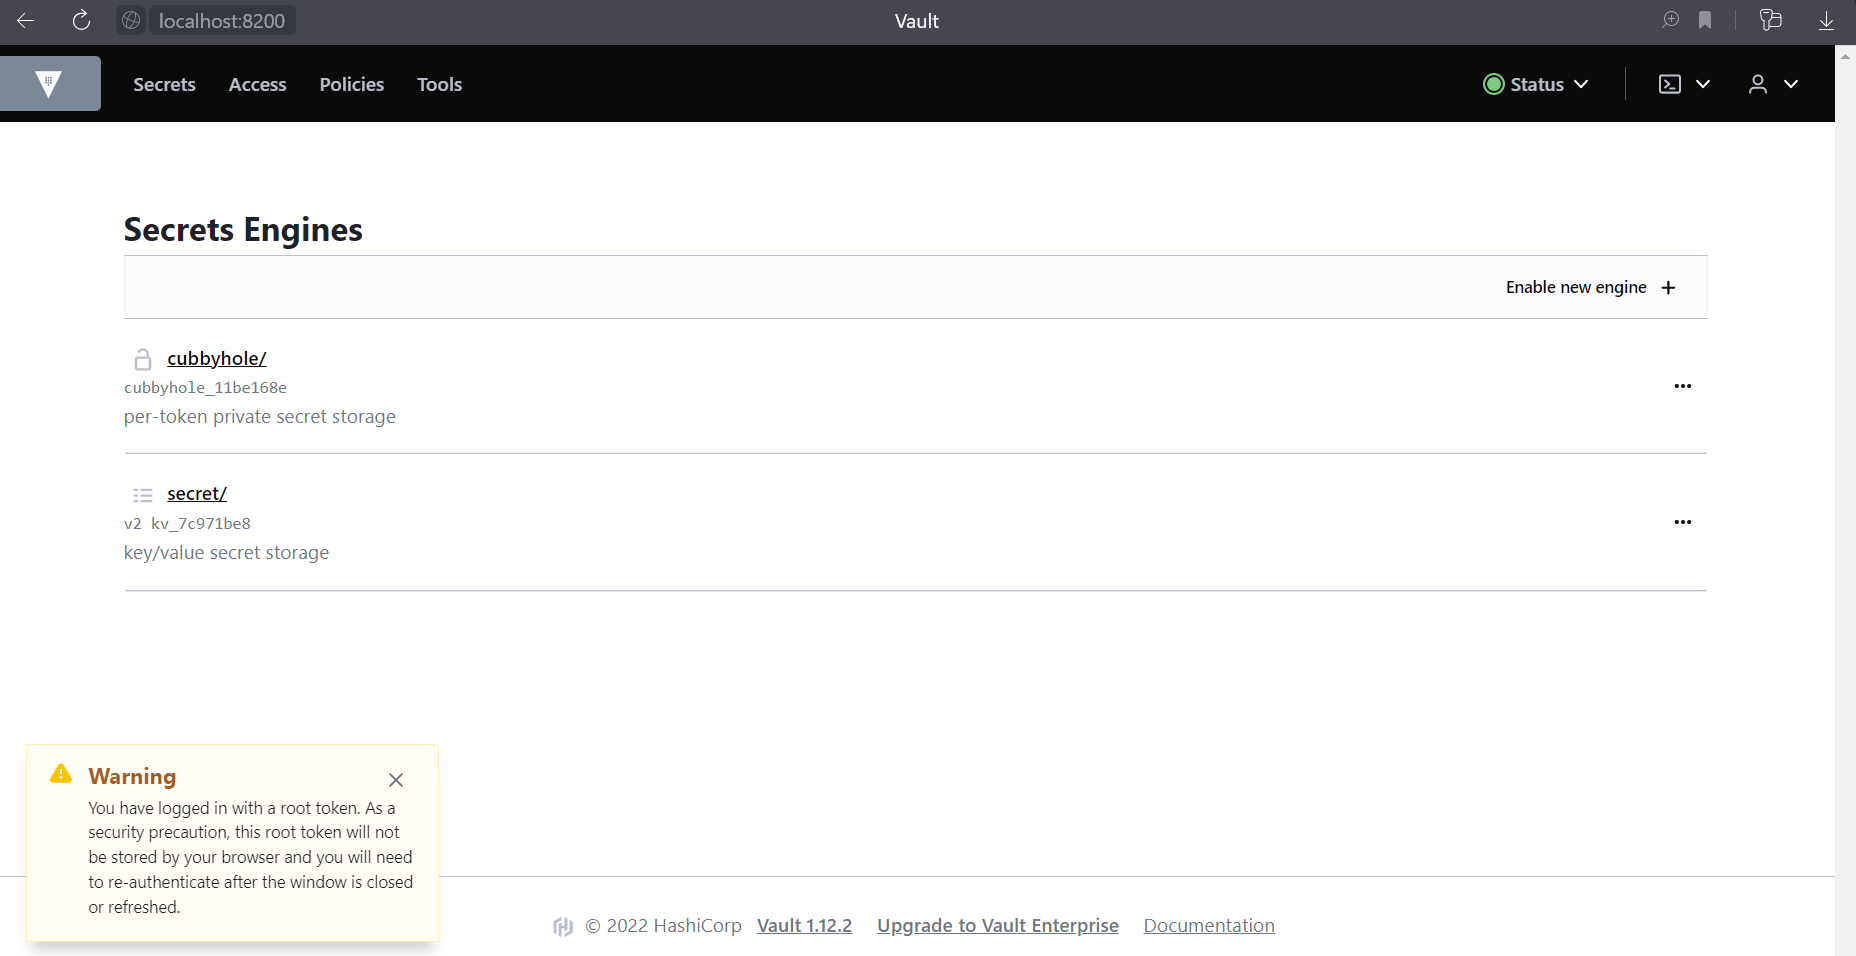 localhost:8200
Vault
Secrets Access Policies Tools Status
Secrets Engines
Enable new engine
cubbyhole/
cubbyhole_11be168e
per-token private secret storage
secret/
v2 kv_7c971be8
key/value secret storage
Warning
You have logged in with a root token. As a
security precaution, this root token will not
be stored by your browser and you will need
to re-authenticate after the window is closed
or refreshed.
© 2022 HashiCorp Vault 1.12.2 Upgrade to Vault Enterprise Documentation